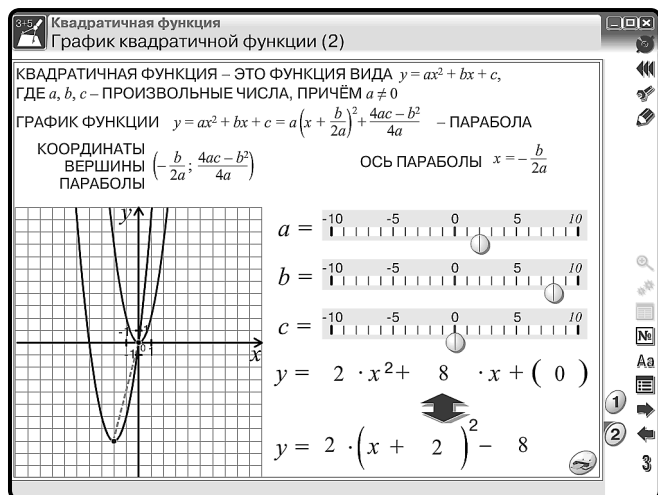 3+5
Квадратичная функция
График квадратичной функции (2)
КВАДРАТИЧНАЯ ФУНКЦИЯ – ЭТО ФУНКЦИЯ ВИДА y = ax² + bx + c,
ГДЕ a, b, c – ПРОИЗВОЛЬНЫЕ ЧИСЛА, ПРИЧЁМ a ≠ 0
ГРАФИК ФУНКЦИИ y = ax² + bx + c = a(x + b/2a)² + (4ac – b²)/4a – ПАРАБОЛА
КООРДИНАТЫ
ВЕРШИНЫ (– b/2a ; (4ac – b²)/4a)
ПАРАБОЛЫ
ОСЬ ПАРАБОЛЫ x = – b/2a
y
x
a = -10 -5 0 5 10
b = -10 -5 0 5 10
c = -10 -5 0 5 10
y = 2 · x² + 8 · x + ( 0 )
y = 2 · (x + 2)² – 8
№
Aa
1
2
3